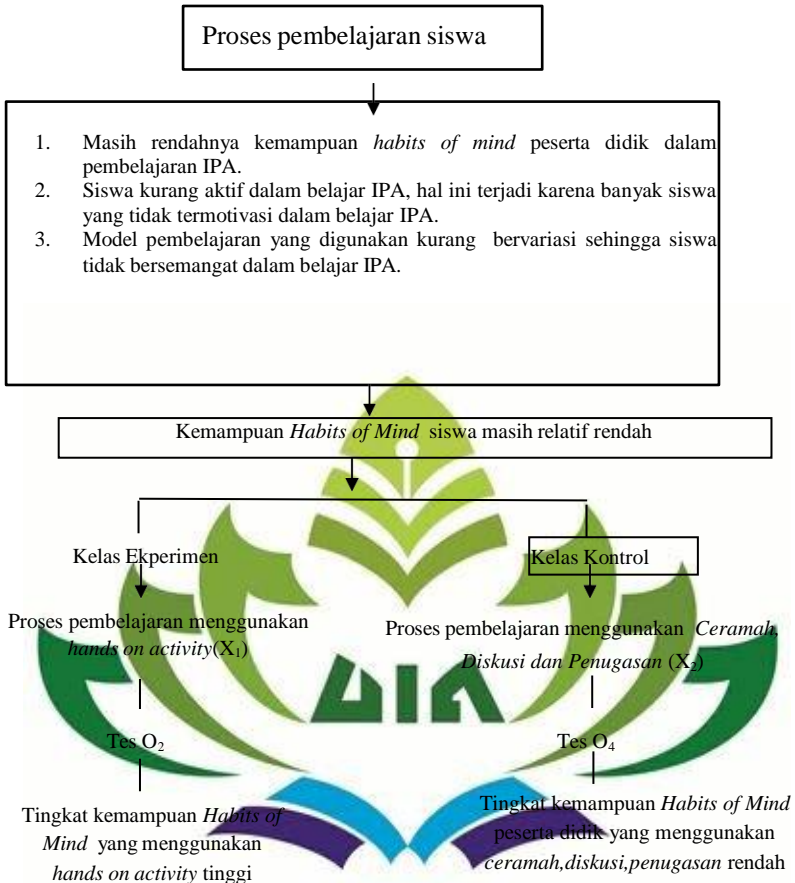 Proses pembelajaran siswa
1. Masih rendahnya kemampuan habits of mind peserta didik dalam
pembelajaran IPA.
2. Siswa kurang aktif dalam belajar IPA, hal ini terjadi karena banyak siswa
yang tidak termotivasi dalam belajar IPA.
3. Model pembelajaran yang digunakan kurang bervariasi sehingga siswa
tidak bersemangat dalam belajar IPA.
Kemampuan Habits of Mind siswa masih relatif rendah
Kelas Ekperimen
Proses pembelajaran menggunakan
hands on activity(X₁)
Tes O₂
Tingkat kemampuan Habits of
Mind yang menggunakan
hands on activity tinggi
Kelas Kontrol
Proses pembelajaran menggunakan Ceramah,
Diskusi dan Penugasan (X₂)
Tes O₄
Tingkat kemampuan Habits of Mind
peserta didik yang menggunakan
ceramah,diskusi,penugasan rendah
UIN